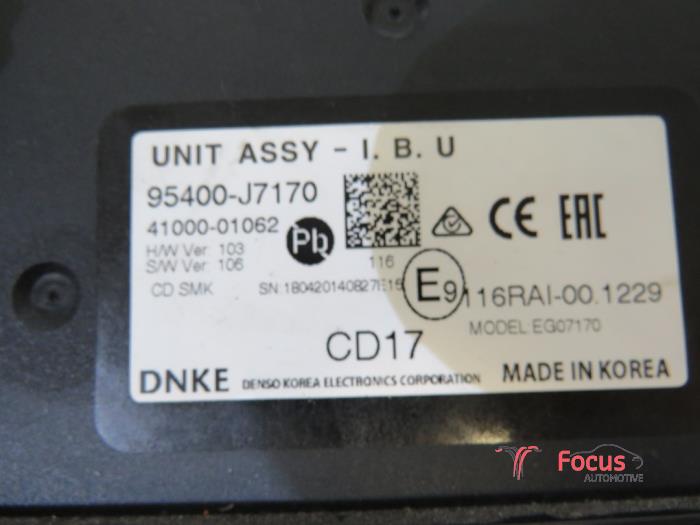 UNIT ASSY - I. B. U
95400-J7170
41000-01062
Pb
CE EAC
H/W Ver: 103
S/W Ver: 106
116
CD SMK
E9
116RAI-00.1229
MODEL:EG07170
CD17
DNKE DENSO KOREA ELECTRONICS CORPORATION
MADE IN KOREA
Focus
AUTOMOTIVE